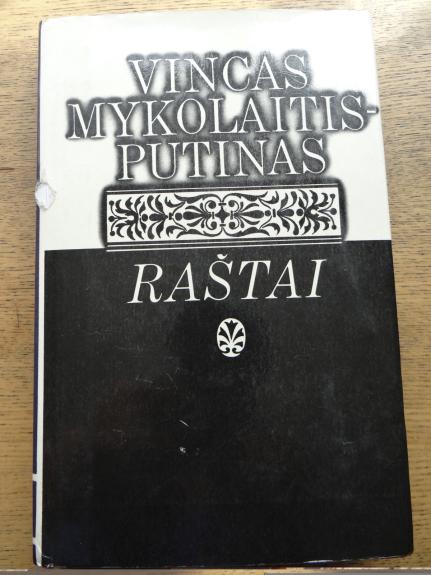 VINCAS
MYKOLAITIS-
PUTINAS
RAŠTAI